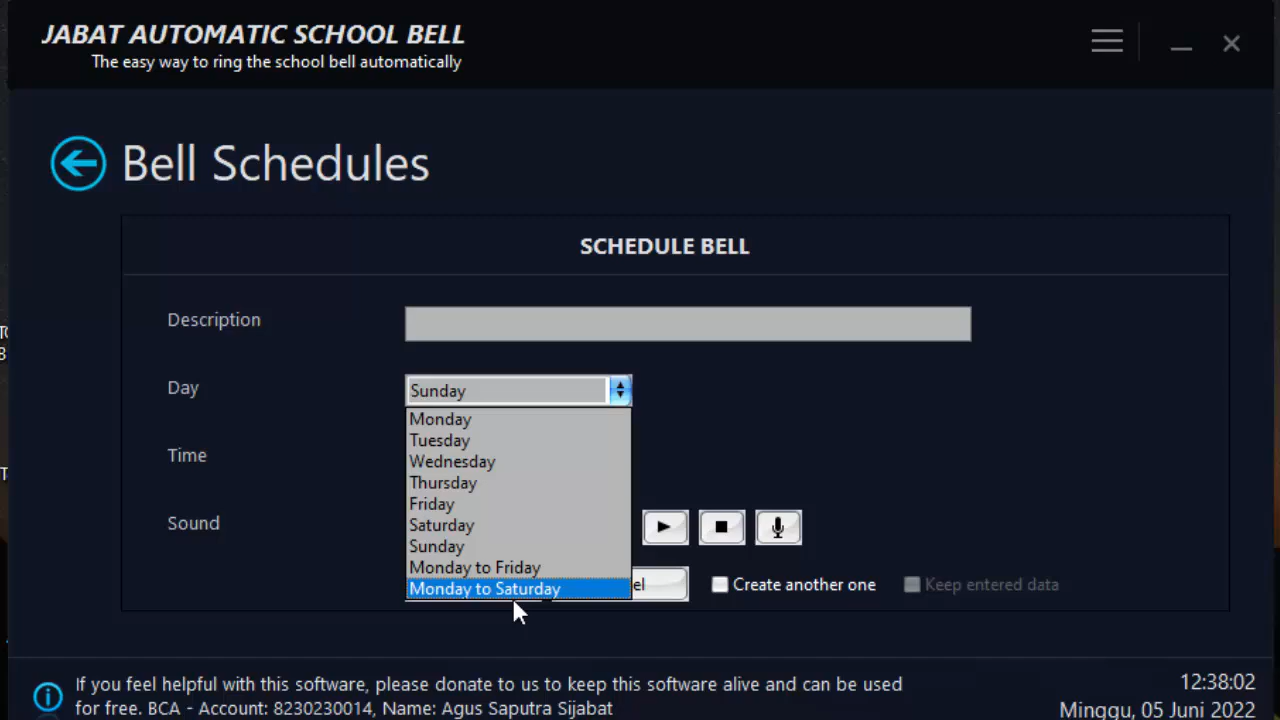 JABAT AUTOMATIC SCHOOL BELL
The easy way to ring the school bell automatically
Bell Schedules
SCHEDULE BELL
Description
Day
Sunday
Monday
Tuesday
Wednesday
Thursday
Friday
Saturday
Sunday
Monday to Friday
Monday to Saturday
Time
Sound
el
Create another one
Keep entered data
If you feel helpful with this software, please donate to us to keep this software alive and can be used
for free. BCA - Account: 8230230014, Name: Agus Saputra Sijabat
12:38:02
Minggu, 05 Juni 2022